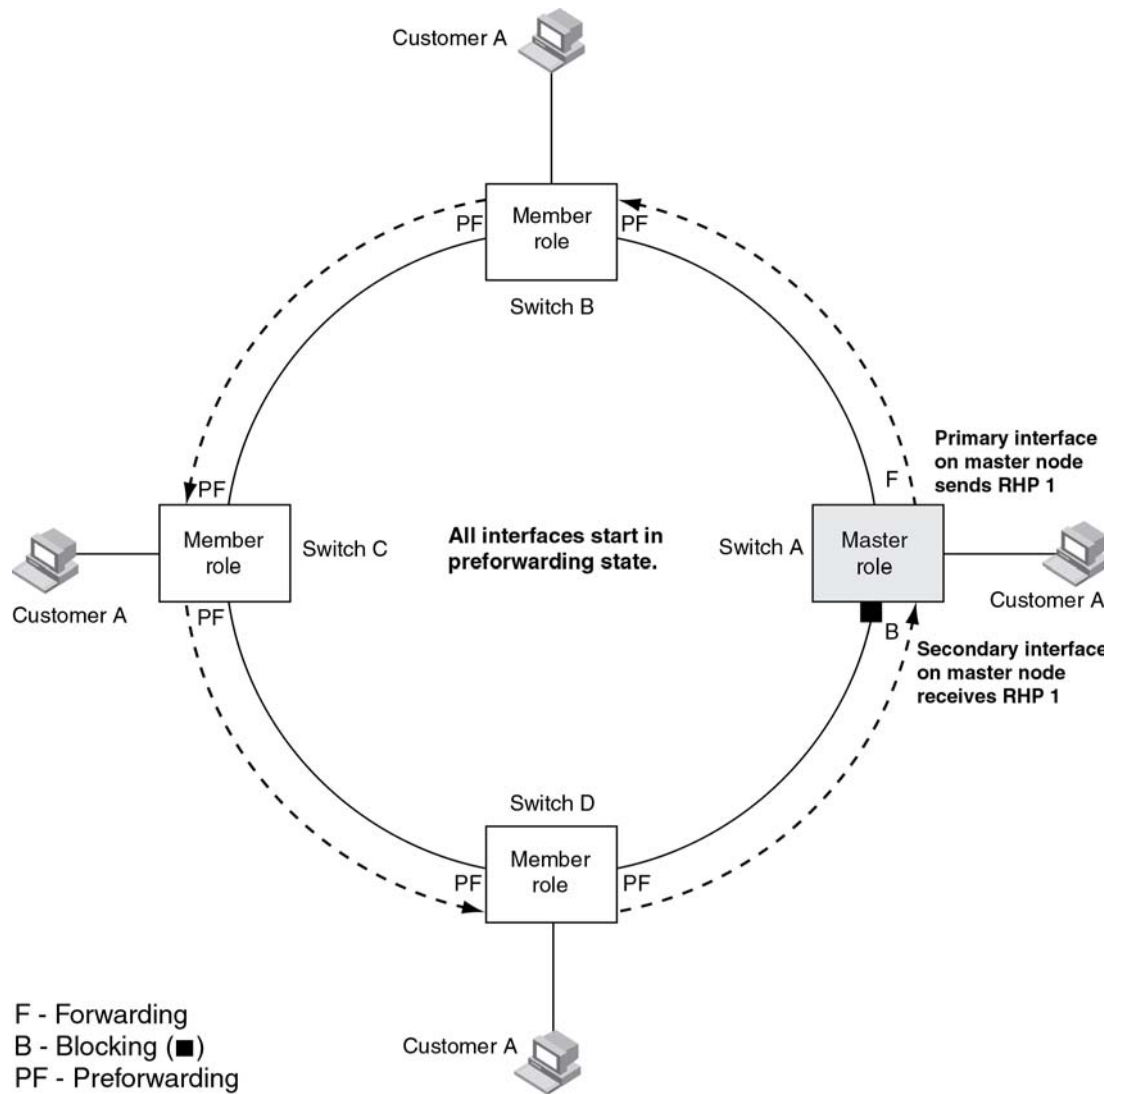 Customer A
PF
Member
role
PF
Switch B
Primary interface
on master node
sends RHP 1
F
PF
Member
role
Switch C
All interfaces start in
preforwarding state.
Switch A
Master
role
Customer A
PF
Customer A
B
Secondary interface
on master node
receives RHP 1
Switch D
PF
Member
role
PF
Customer A
F - Forwarding
B - Blocking (■)
PF - Preforwarding